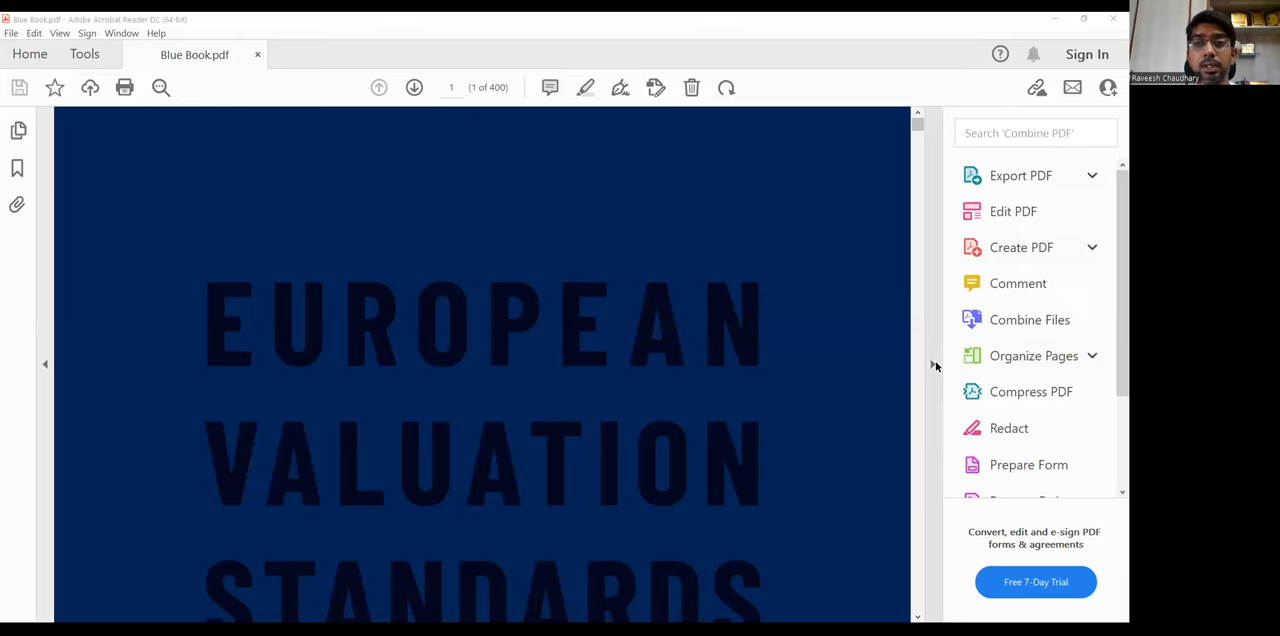 Blue Book.pdf - Adobe Acrobat Reader DC (64-bit)
File Edit View Sign Window Help
Home Tools Blue Book.pdf × ? Sign In
1 (1 of 400)
Raveesh Chaudhary
EUROPEAN
VALUATION
STANDARDS
Search 'Combine PDF'
Export PDF
Edit PDF
Create PDF
Comment
Combine Files
Organize Pages
Compress PDF
Redact
Prepare Form
Convert, edit and e-sign PDF
forms & agreements
Free 7-Day Trial